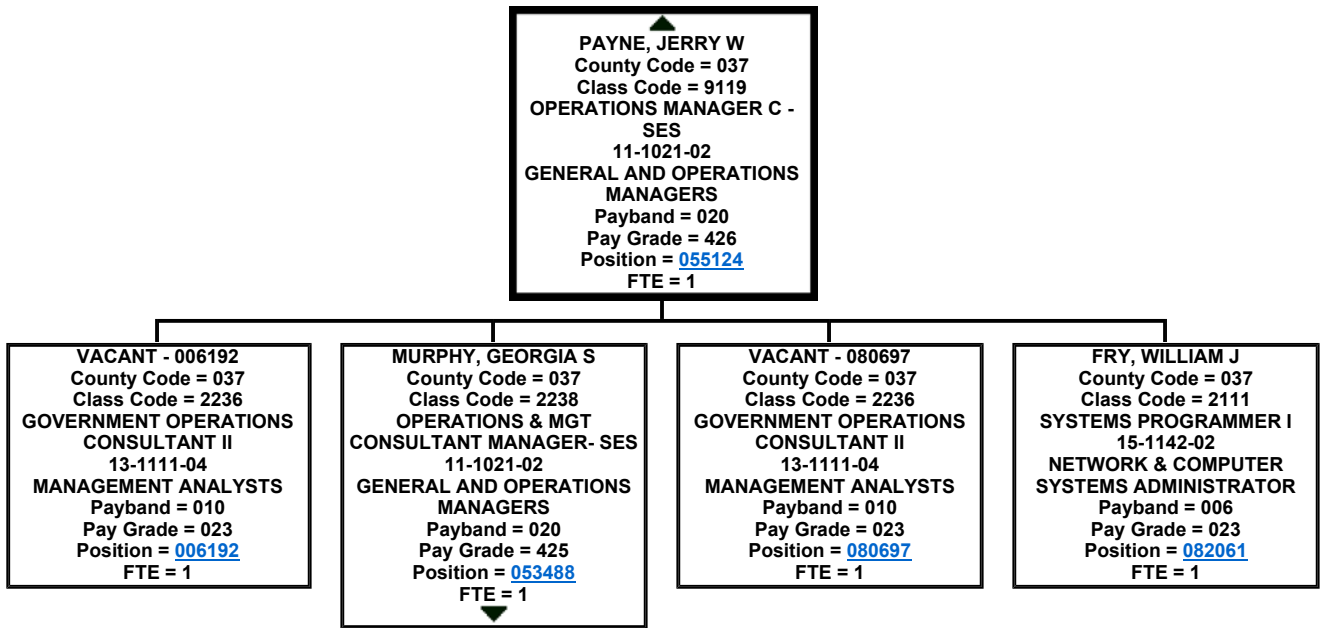 PAYNE, JERRY W
County Code = 037
Class Code = 9119
OPERATIONS MANAGER C -
SES
11-1021-02
GENERAL AND OPERATIONS
MANAGERS
Payband = 020
Pay Grade = 426
Position = 055124
FTE = 1
VACANT - 006192
County Code = 037
Class Code = 2236
GOVERNMENT OPERATIONS
CONSULTANT II
13-1111-04
MANAGEMENT ANALYSTS
Payband = 010
Pay Grade = 023
Position = 006192
FTE = 1
MURPHY, GEORGIA S
County Code = 037
Class Code = 2238
OPERATIONS & MGT
CONSULTANT MANAGER- SES
11-1021-02
GENERAL AND OPERATIONS
MANAGERS
Payband = 020
Pay Grade = 425
Position = 053488
FTE = 1
VACANT - 080697
County Code = 037
Class Code = 2236
GOVERNMENT OPERATIONS
CONSULTANT II
13-1111-04
MANAGEMENT ANALYSTS
Payband = 010
Pay Grade = 023
Position = 080697
FTE = 1
FRY, WILLIAM J
County Code = 037
Class Code = 2111
SYSTEMS PROGRAMMER I
15-1142-02
NETWORK & COMPUTER
SYSTEMS ADMINISTRATOR
Payband = 006
Pay Grade = 023
Position = 082061
FTE = 1